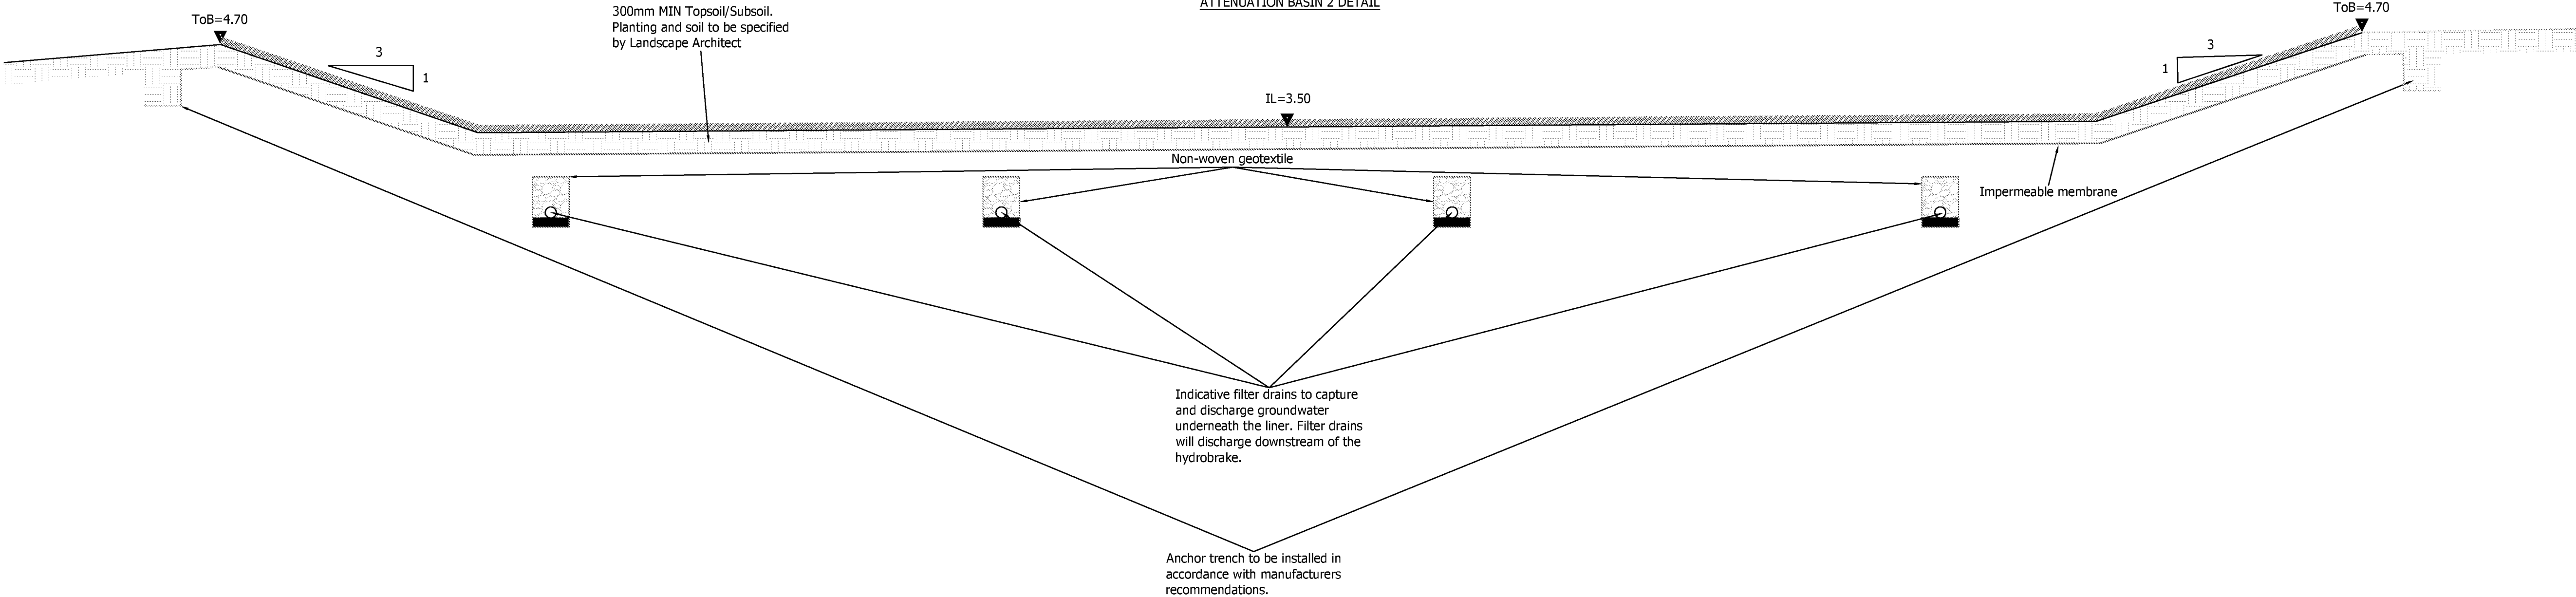 ATTENUATION BASIN 2 DETAIL
ToB=4.70
300mm MIN Topsoil/Subsoil.
Planting and soil to be specified
by Landscape Architect
ToB=4.70
3
1
3
1
IL=3.50
Non-woven geotextile
Impermeable membrane
Indicative filter drains to capture
and discharge groundwater
underneath the liner. Filter drains
will discharge downstream of the
hydrobrake.
Anchor trench to be installed in
accordance with manufacturers
recommendations.